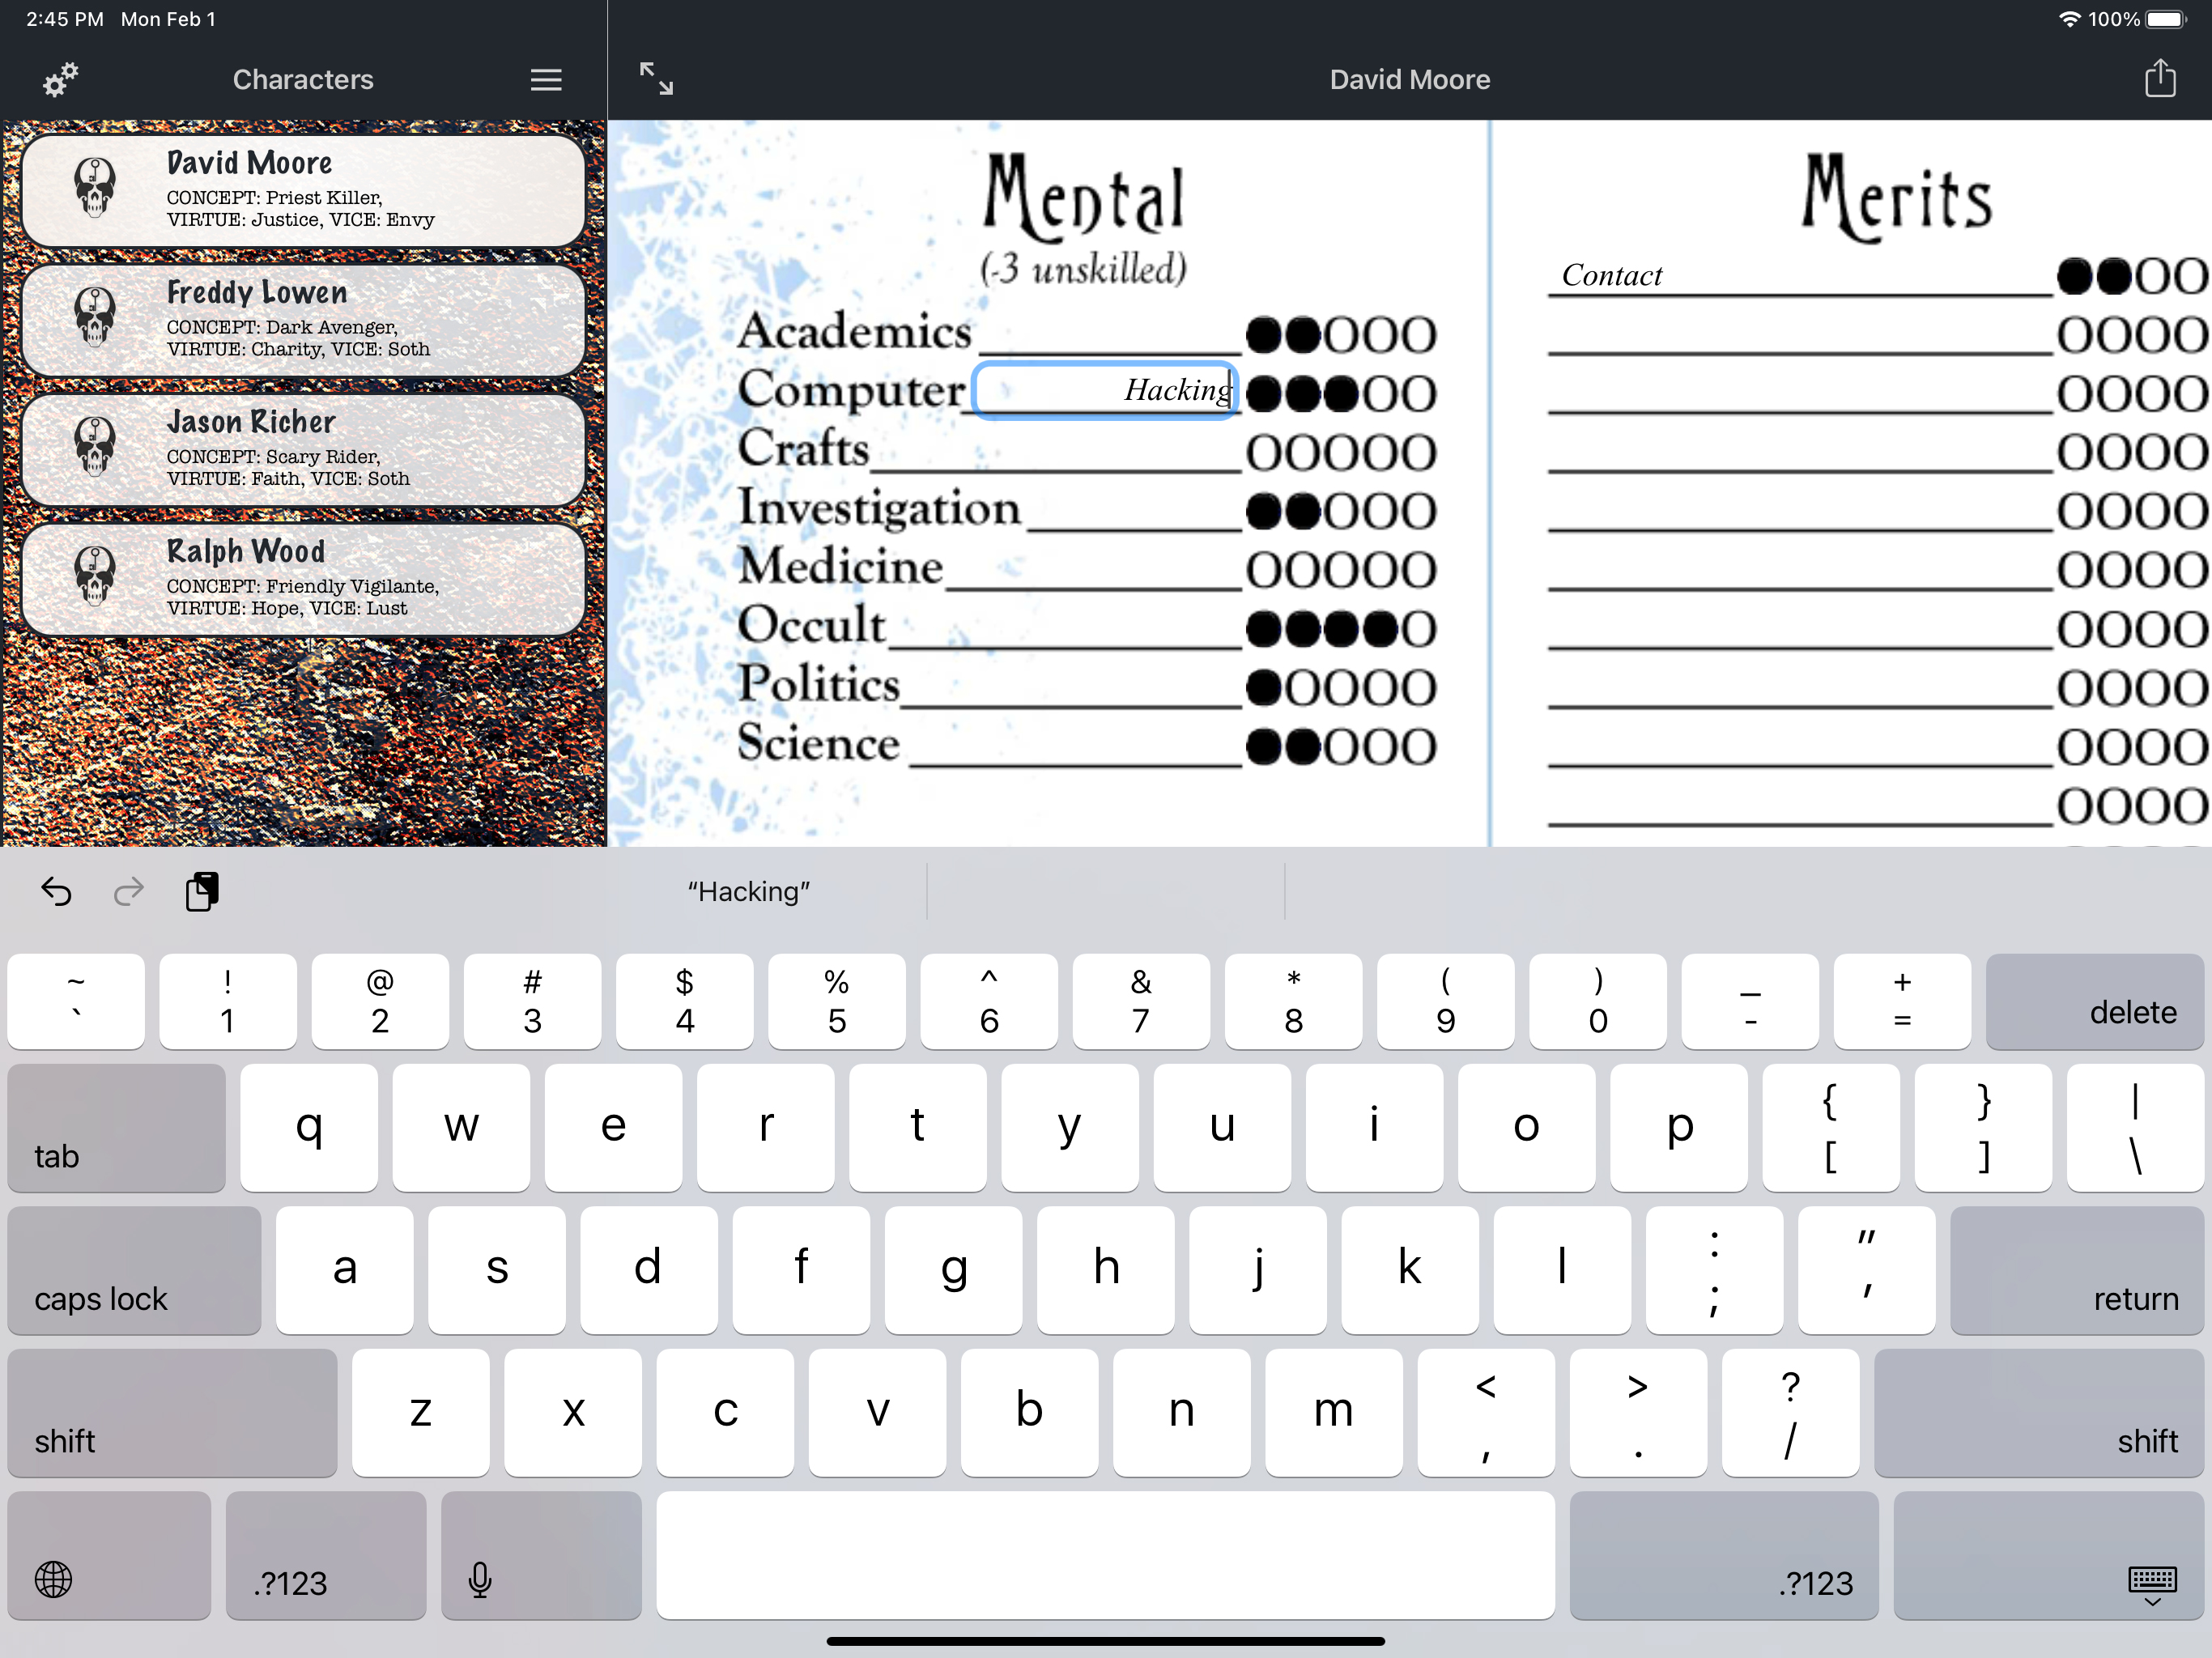 2:45 PM Mon Feb 1
100%
Characters
David Moore
David Moore
CONCEPT: Priest Killer,
VIRTUE: Justice, VICE: Envy
Freddy Lowen
CONCEPT: Dark Avenger,
VIRTUE: Charity, VICE: Soth
Jason Richer
CONCEPT: Scary Rider,
VIRTUE: Faith, VICE: Soth
Ralph Wood
CONCEPT: Friendly Vigilante,
VIRTUE: Hope, VICE: Lust
Mental
(-3 unskilled)
Academics
Computer Hacking
Crafts
Investigation
Medicine
Occult
Politics
Science
Merits
Contact
“Hacking”
~ ! @ # $ % ^ & * ( ) _ +
` 1 2 3 4 5 6 7 8 9 0 - = delete
tab q w e r t y u i o p { [ } ] | \
caps lock a s d f g h j k l : ; " ' return
shift z x c v b n m < , > . ? / shift
.?123 .?123